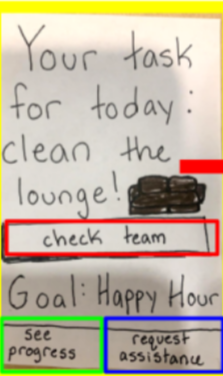 Your task
for today:
clean the
lounge!
check team
Goal: Happy Hour
see
progress
request
assistance